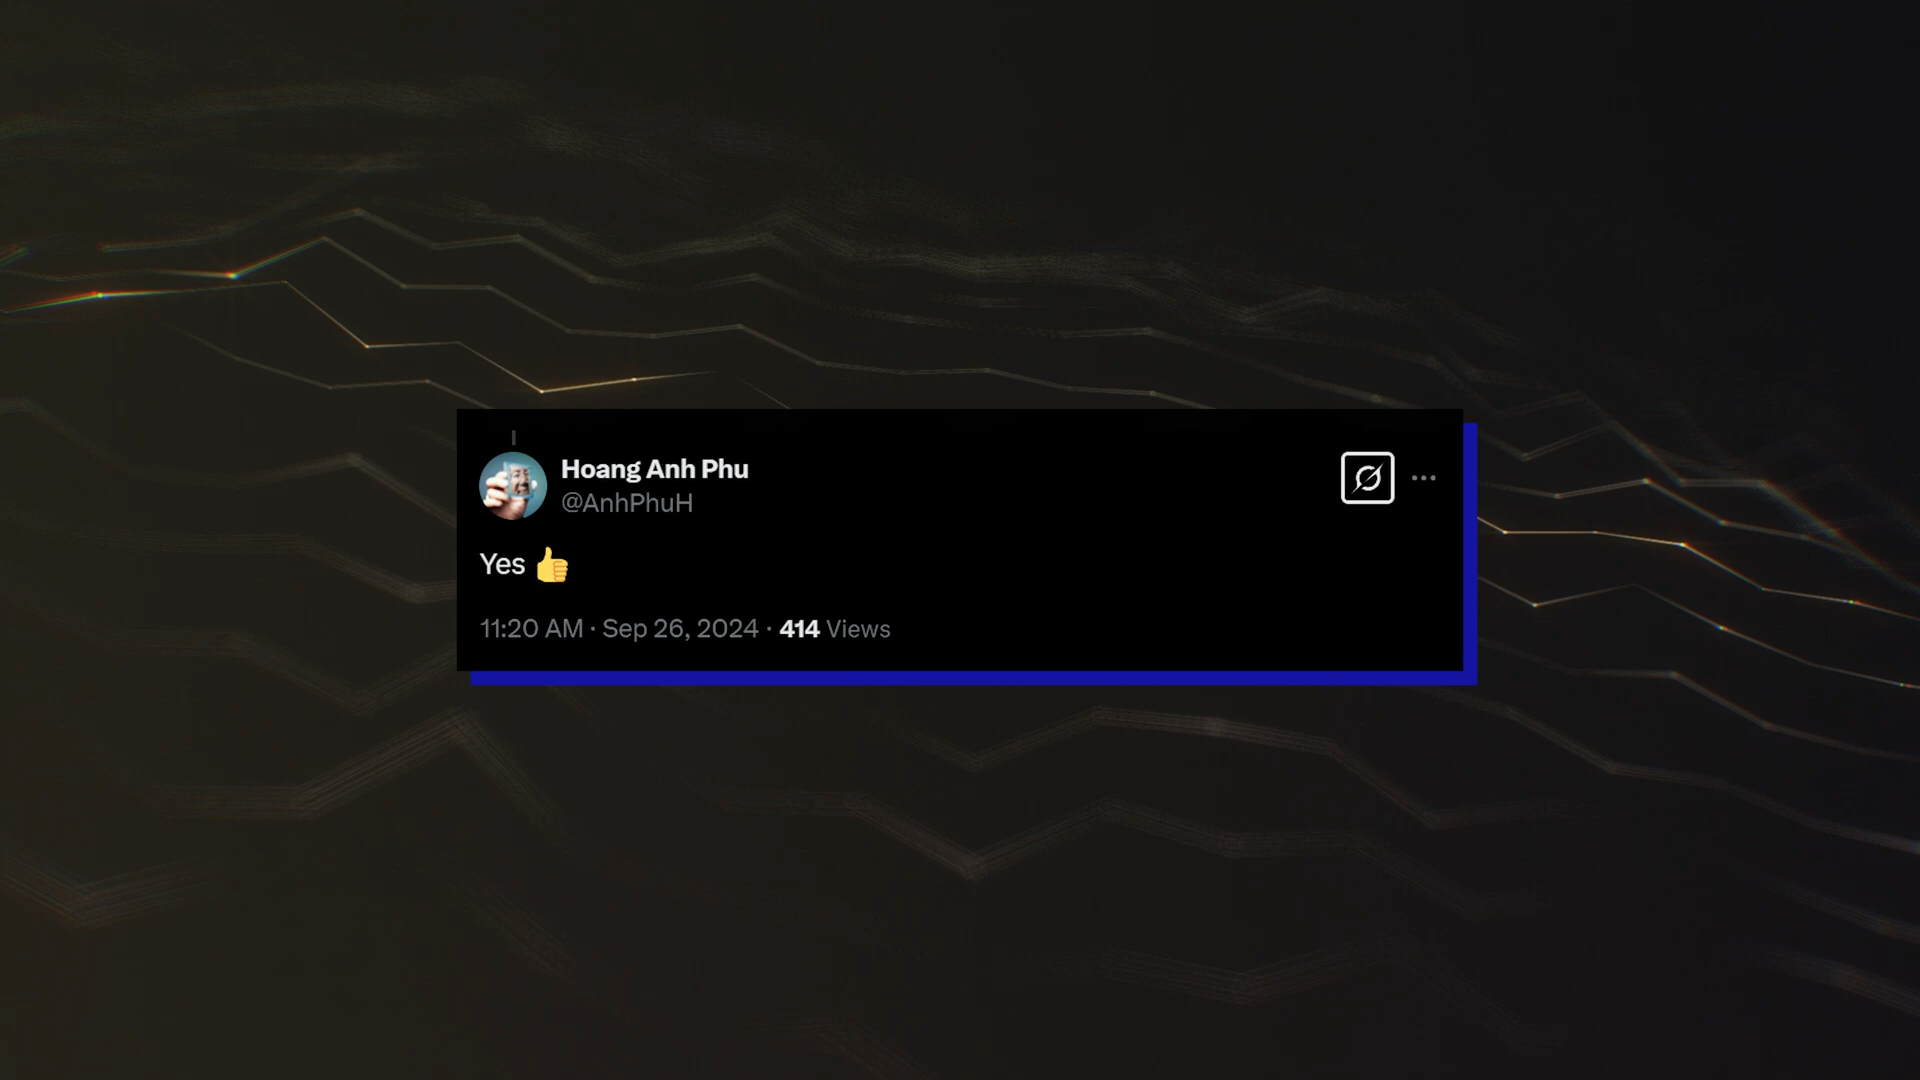 Hoang Anh Phu
@AnhPhuH
Yes 👍
11:20 AM · Sep 26, 2024 · 414 Views